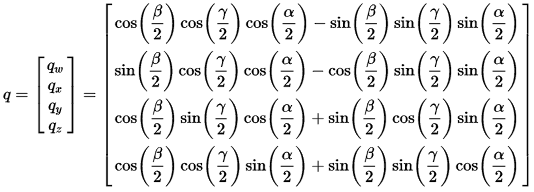 q = [q_w q_x q_y q_z] = [cos(β/2) cos(γ/2) cos(α/2) − sin(β/2) sin(γ/2) sin(α/2)
sin(β/2) cos(γ/2) cos(α/2) − cos(β/2) sin(γ/2) sin(α/2)
cos(β/2) sin(γ/2) cos(α/2) + sin(β/2) cos(γ/2) sin(α/2)
cos(β/2) cos(γ/2) sin(α/2) + sin(β/2) sin(γ/2) cos(α/2)]